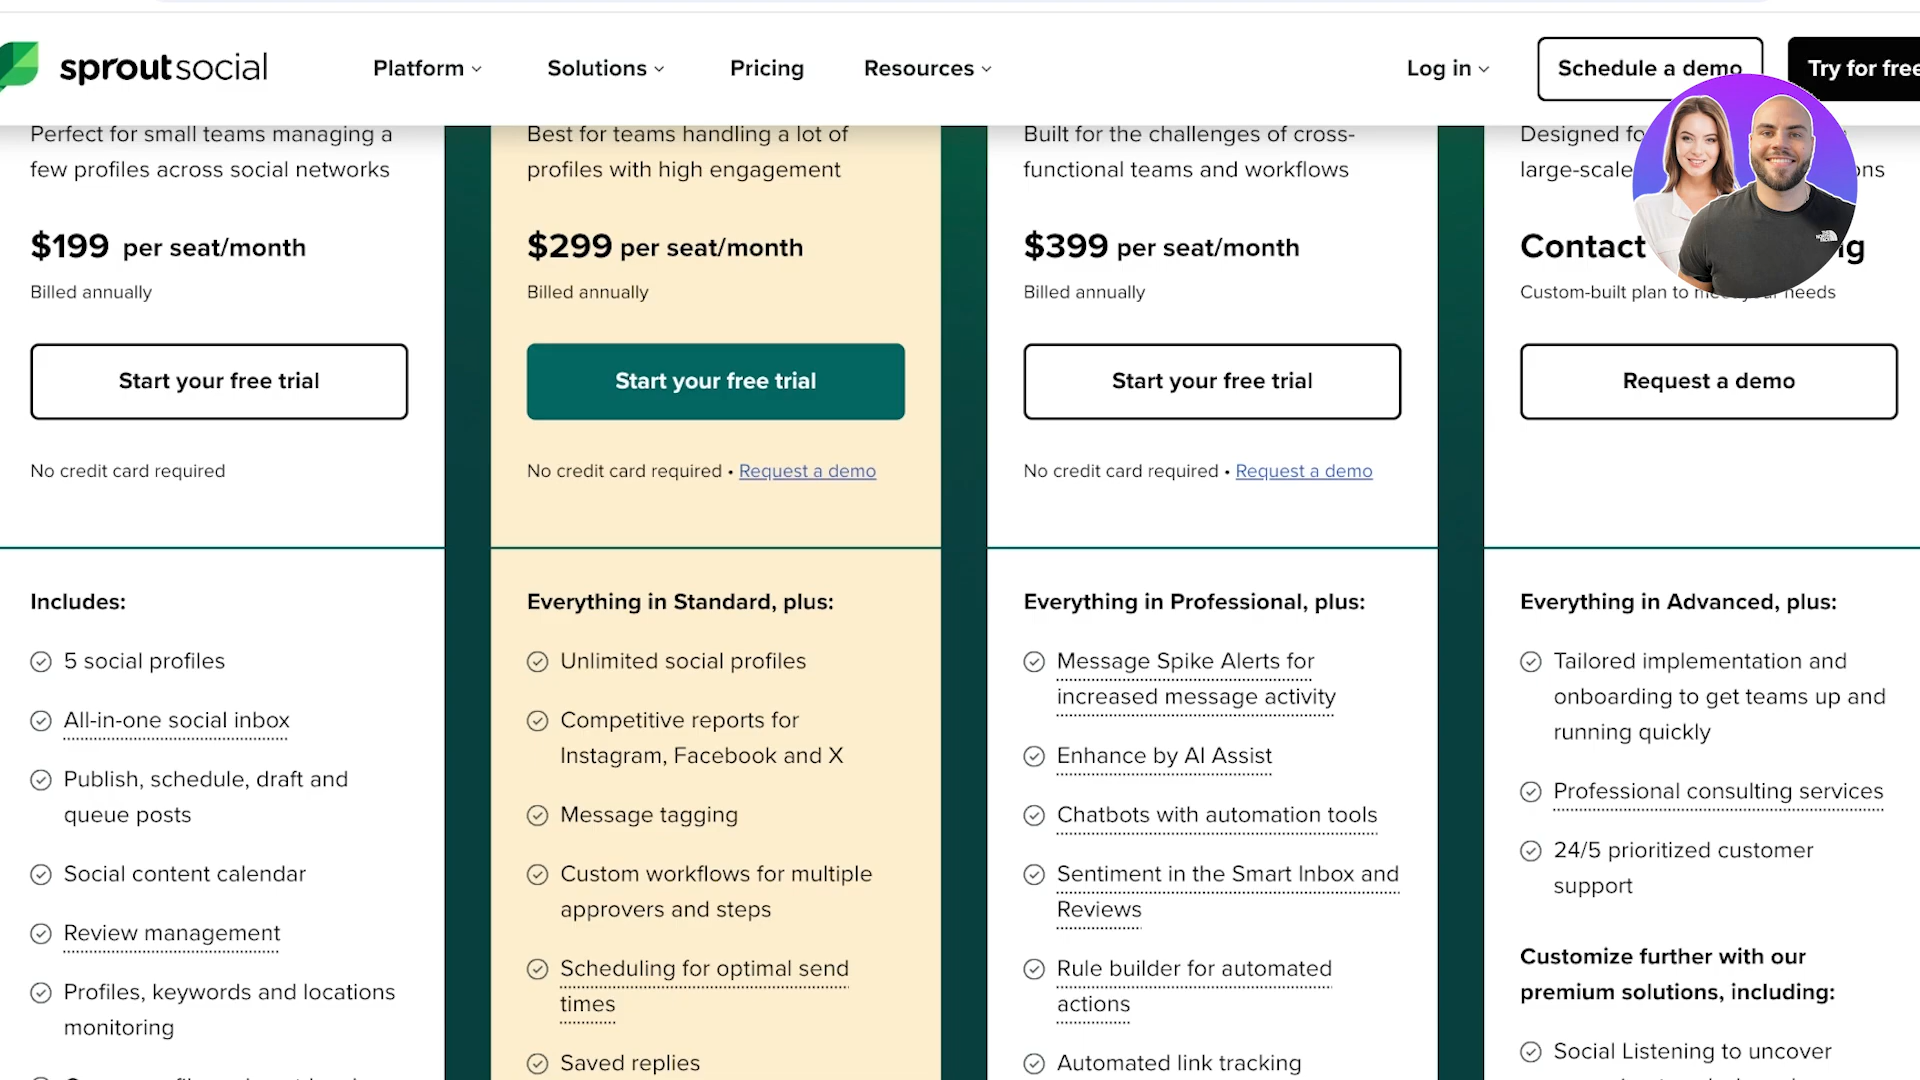 sproutsocial
Platform
Solutions
Pricing
Resources
Log in
Schedule a demo
Try for free
Perfect for small teams managing a
few profiles across social networks
$199 per seat/month
Billed annually
Start your free trial
No credit card required
Includes:
5 social profiles
All-in-one social inbox
Publish, schedule, draft and
queue posts
Social content calendar
Review management
Profiles, keywords and locations
monitoring
Best for teams handling a lot of
profiles with high engagement
$299 per seat/month
Billed annually
Start your free trial
No credit card required • Request a demo
Everything in Standard, plus:
Unlimited social profiles
Competitive reports for
Instagram, Facebook and X
Message tagging
Custom workflows for multiple
approvers and steps
Scheduling for optimal send
times
Saved replies
Built for the challenges of cross-
functional teams and workflows
$399 per seat/month
Billed annually
Start your free trial
No credit card required • Request a demo
Everything in Professional, plus:
Message Spike Alerts for
increased message activity
Enhance by AI Assist
Chatbots with automation tools
Sentiment in the Smart Inbox and
Reviews
Rule builder for automated
actions
Automated link tracking
Designed
large-scale
Contact
Custom-built plan to meet your needs
Request a demo
Everything in Advanced, plus:
Tailored implementation and
onboarding to get teams up and
running quickly
Professional consulting services
24/5 prioritized customer
support
Customize further with our
premium solutions, including:
Social Listening to uncover